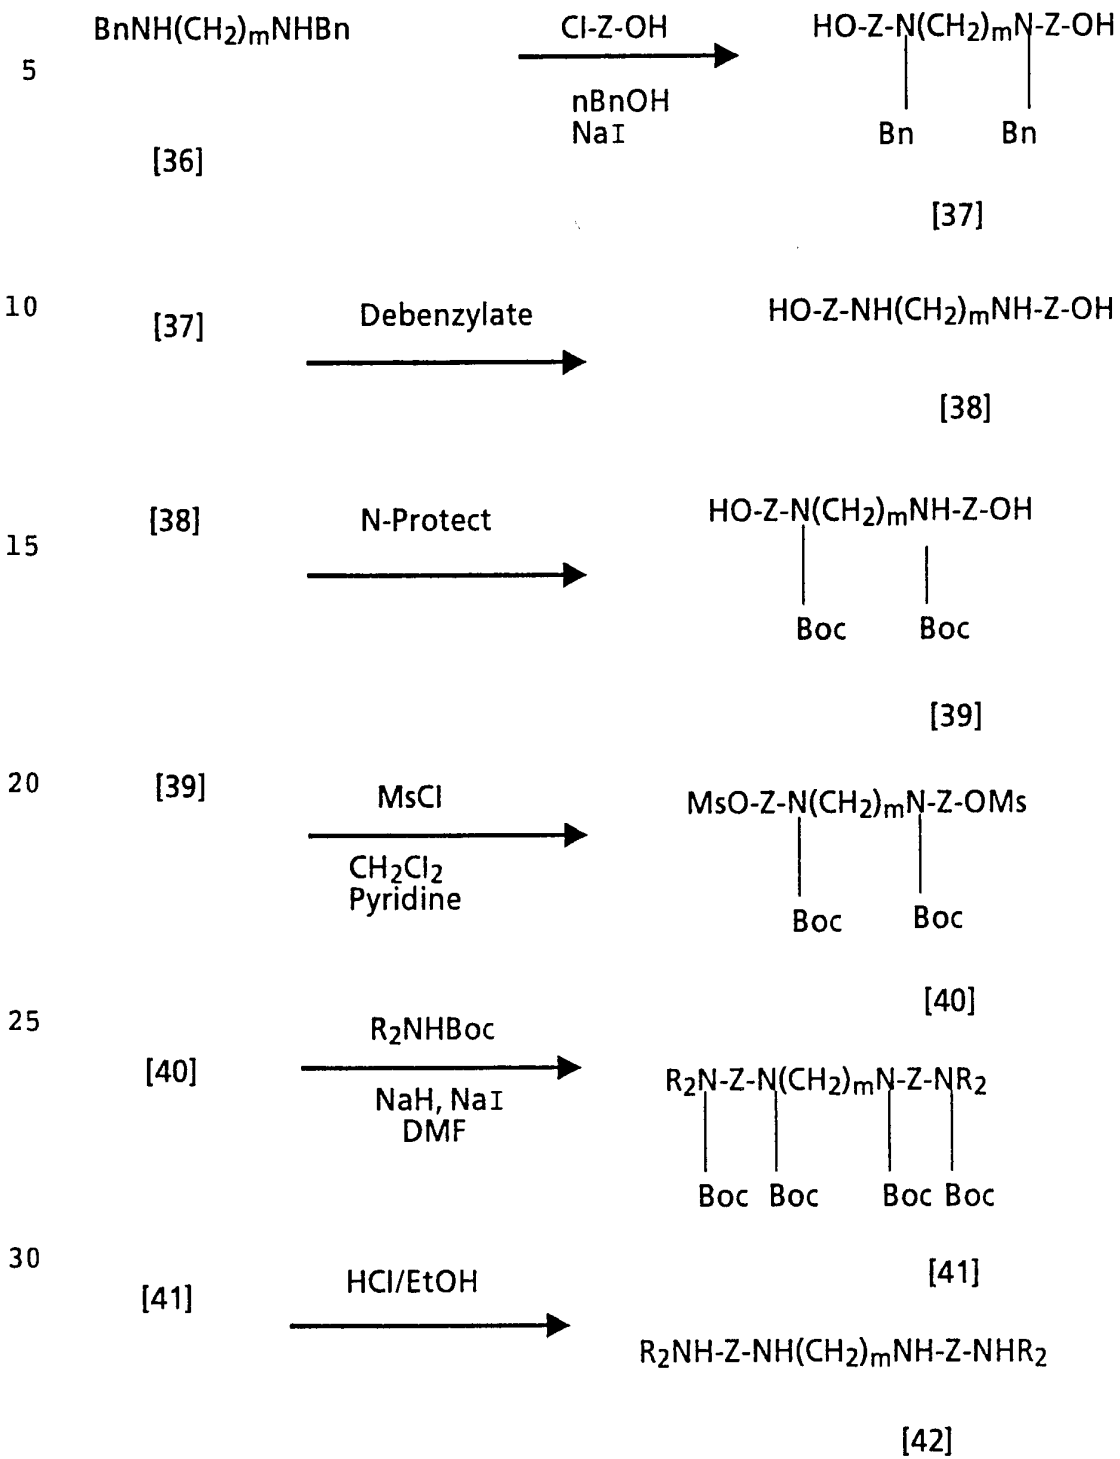 BnNH(CH2)mNHBn Cl-Z-OH HO-Z-N(CH2)mN-Z-OH
5
nBnOH
NaI
Bn Bn
[36]
[37]
10 [37] Debenzylate HO-Z-NH(CH2)mNH-Z-OH
[38]
[38] N-Protect HO-Z-N(CH2)mNH-Z-OH
15
Boc Boc
[39]
20 [39] MsCl MsO-Z-N(CH2)mN-Z-OMs
CH2Cl2
Pyridine
Boc Boc
[40]
25 R2NHBoc
[40] R2N-Z-N(CH2)mN-Z-NR2
NaH, NaI
DMF
Boc Boc Boc Boc
30
[41]
[41] HCl/EtOH
R2NH-Z-NH(CH2)mNH-Z-NHR2
[42]